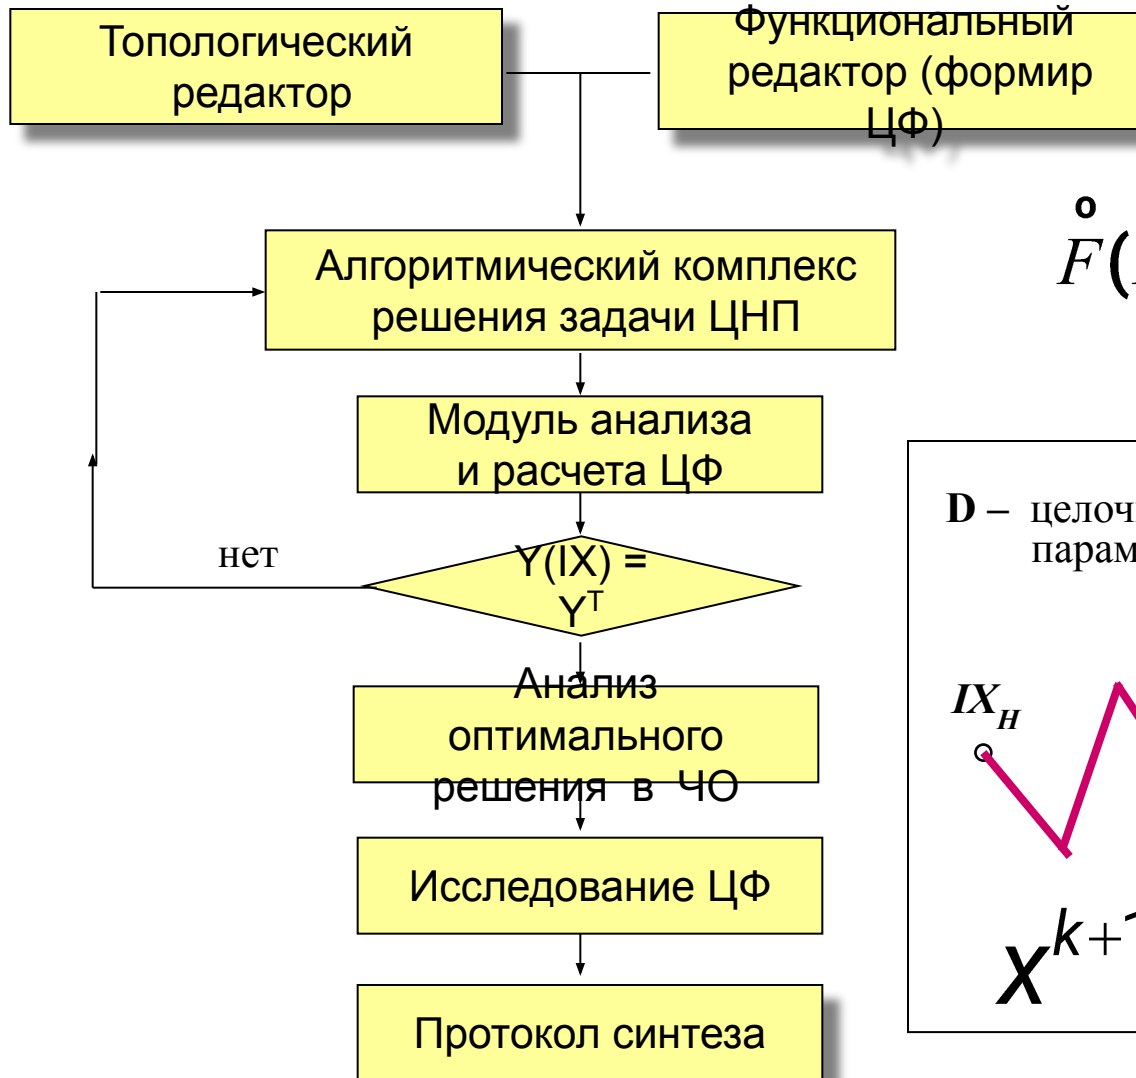 Топологический
редактор
Функциональный
редактор (формир
ЦФ)
o
F(
Алгоритмический комплекс
решения задачи ЦНП
Модуль анализа
и расчета ЦФ
D –
нет
Y(IX) =
Y^T
IX_H
Анализ
оптимального
решения в ЧО
Исследование ЦФ
x^k+1
Протокол синтеза